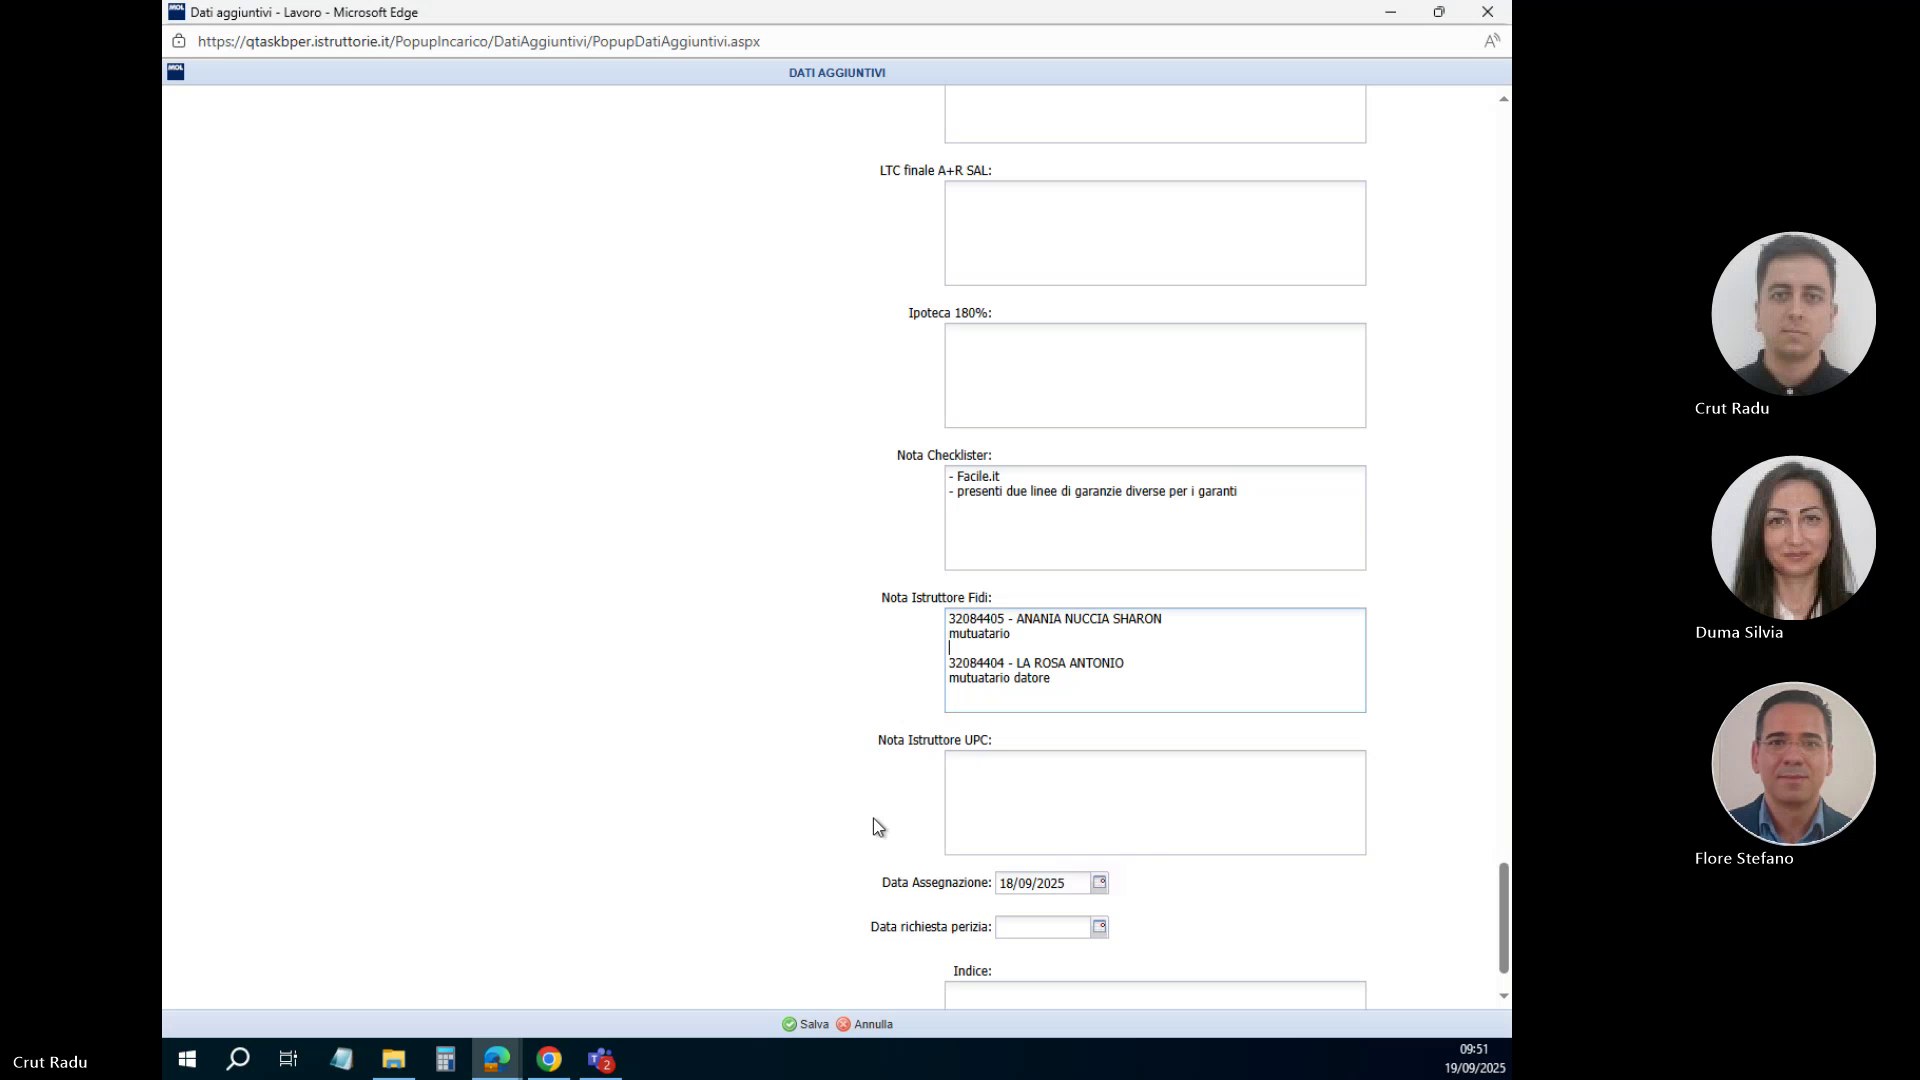 MOL Dati aggiuntivi - Lavoro - Microsoft Edge
https://qtaskbper.istruttorie.it/PopupIncarico/DatiAggiuntivi/PopupDatiAggiuntivi.aspx
MOL DATI AGGIUNTIVI
LTC finale A+R SAL:
Ipoteca 180%:
Nota Checklister:
- Facile.it
- presenti due linee di garanzie diverse per i garanti
Nota Istruttore Fidi:
32084405 - ANANIA NUCCIA SHARON
mutuatario
32084404 - LA ROSA ANTONIO
mutuatario datore
Nota Istruttore UPC:
Data Assegnazione: 18/09/2025
Data richiesta perizia:
Indice:
Salva Annulla
2
09:51
19/09/2025
Crut Radu
Duma Silvia
Flore Stefano
Crut Radu